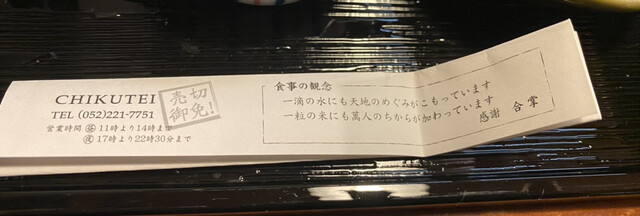 CHIKUTEI
TEL (052)221-7751
営業時間 昼 11時より14時まで
夜 17時より22時30分まで
売切
御免!
食事の観念
一滴の水にも天地のめぐみがこもっています
一粒の米にも萬人のちからが加わっています
感謝 合掌